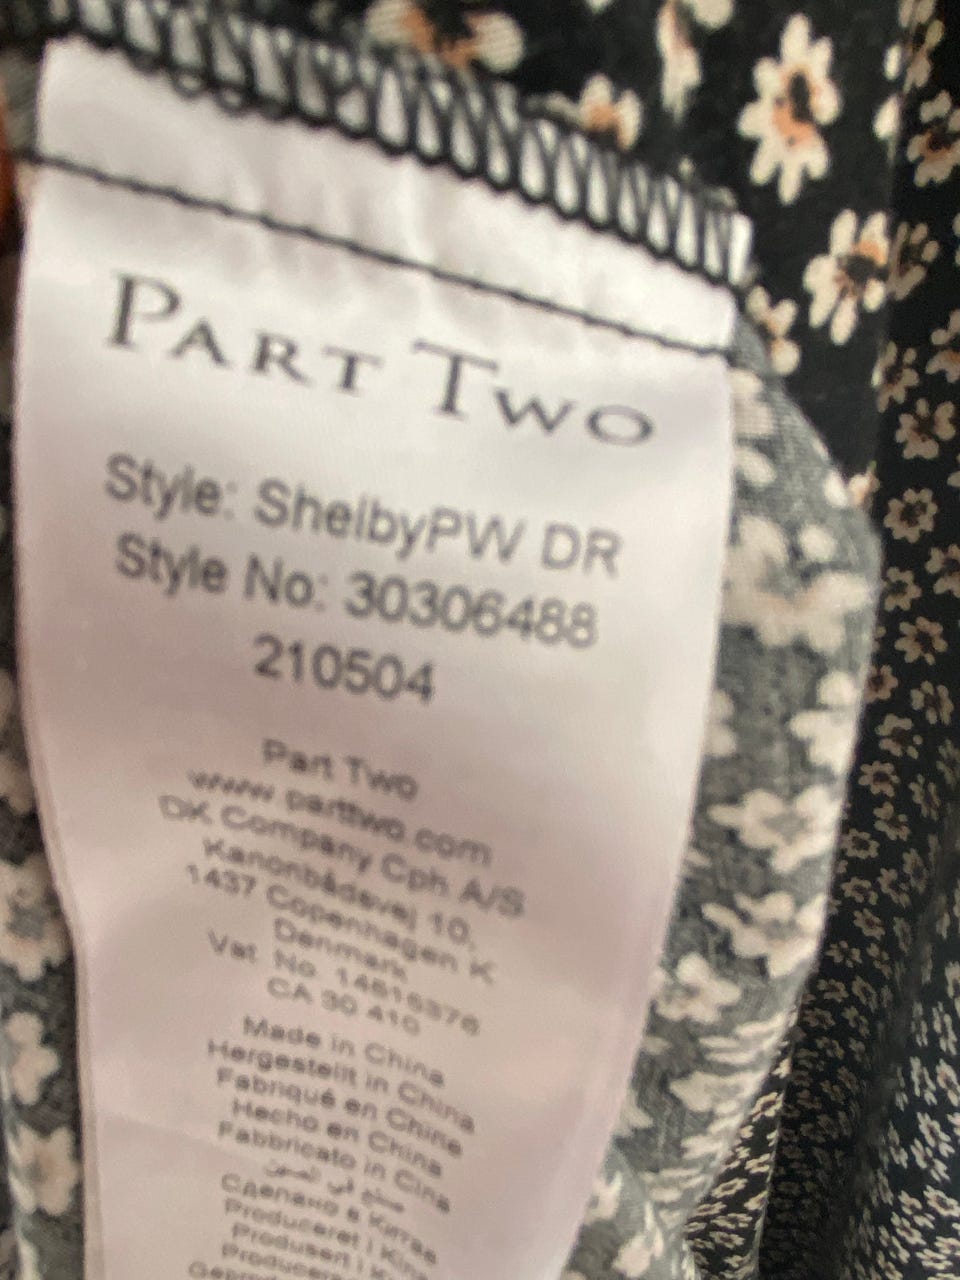 PART TWO
Style: ShelbyPW DR
Style No: 30306488
210504
Part Two
www.parttwo.com
DK Company Cph A/S
Kanonbådsvej 10,
1437 Copenhagen K
Denmark
Vat. No. 14616376
CA 30 410
Made in China
Hergestellt in China
Fabriqué en Chine
Hecho en China
Fabbricato in Cina
صنع في الصين
Сделано в Китае
Produceret i Kina
Produsert i